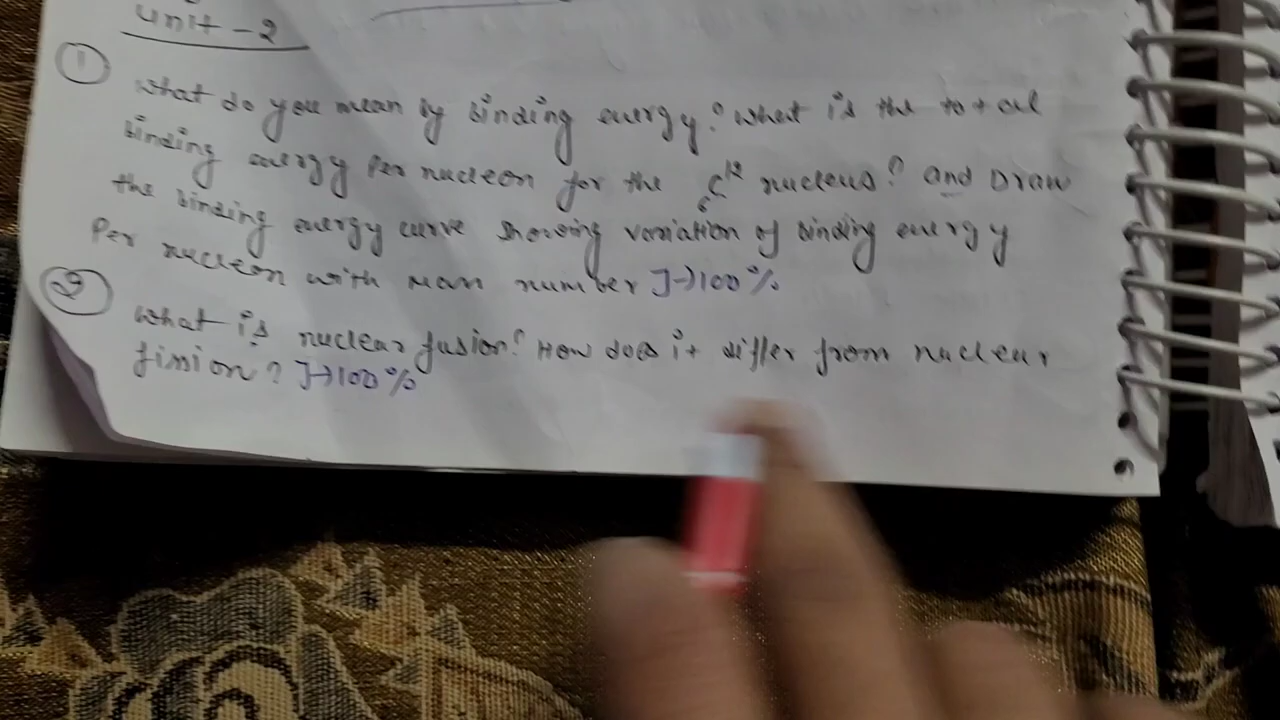 Unit - 2
① What do you mean by binding energy? What is the total
binding energy per nucleon for the ₆C¹² nucleus? and Draw
the binding energy curve showing variation of binding energy
Per nucleon with mass number ]→100%
② What is nuclear fusion? How does it differ from nuclear
fission? ]→100%